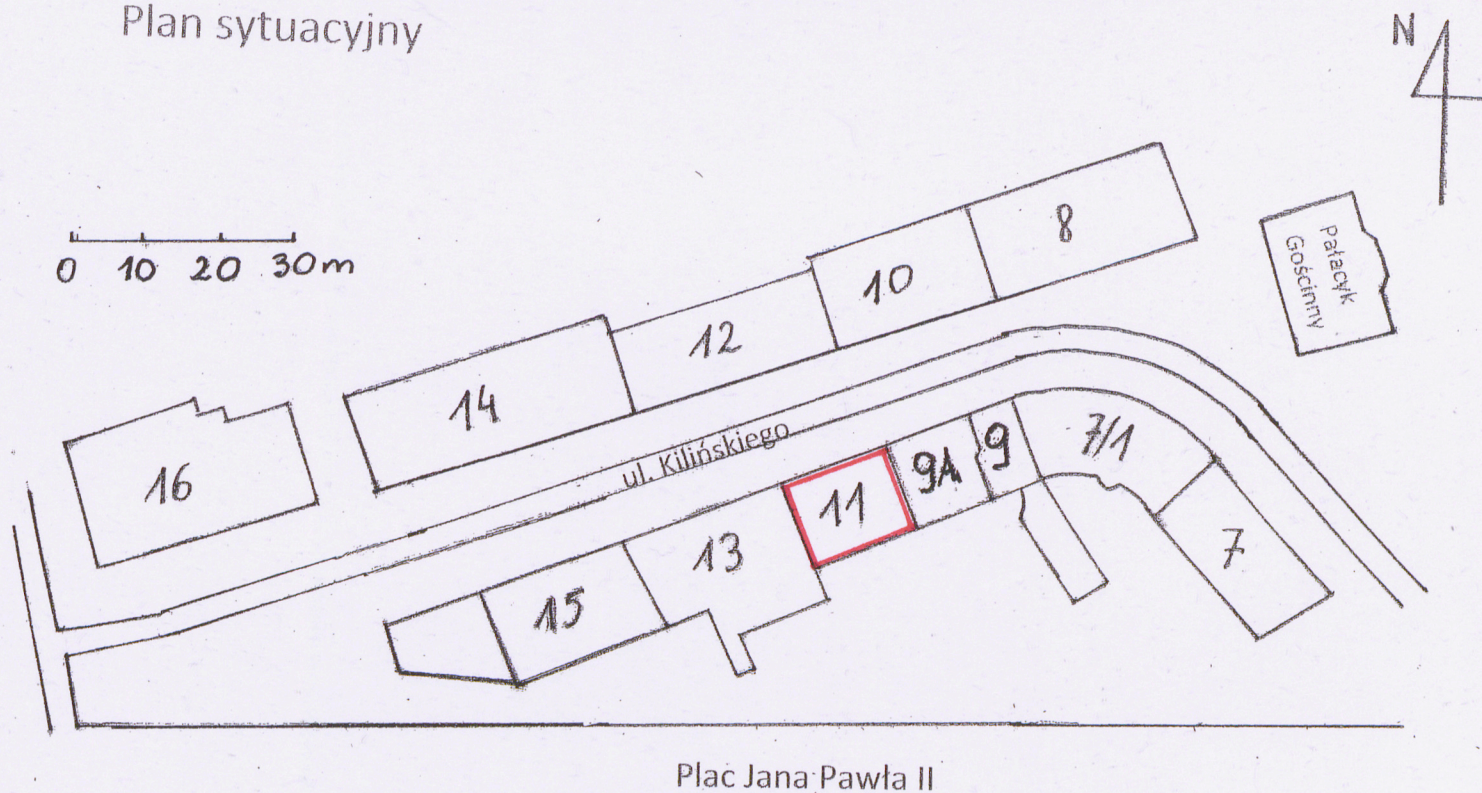 Plan sytuacyjny
N
0 10 20 30m
8
Pałacyk
Gościnny
10
12
14
16
ul. Kilińskiego
7/1
9
9A
11
13
7
15
Plac Jana Pawła II